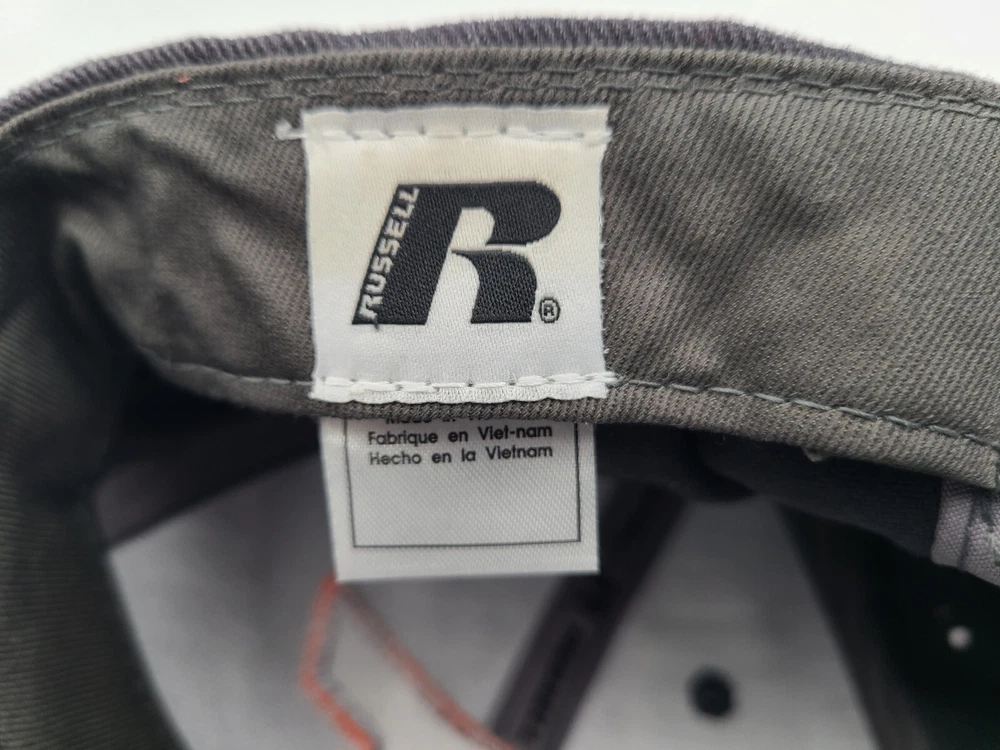 RUSSELL
R
®
Fabrique en Viet-nam
Hecho en la Vietnam